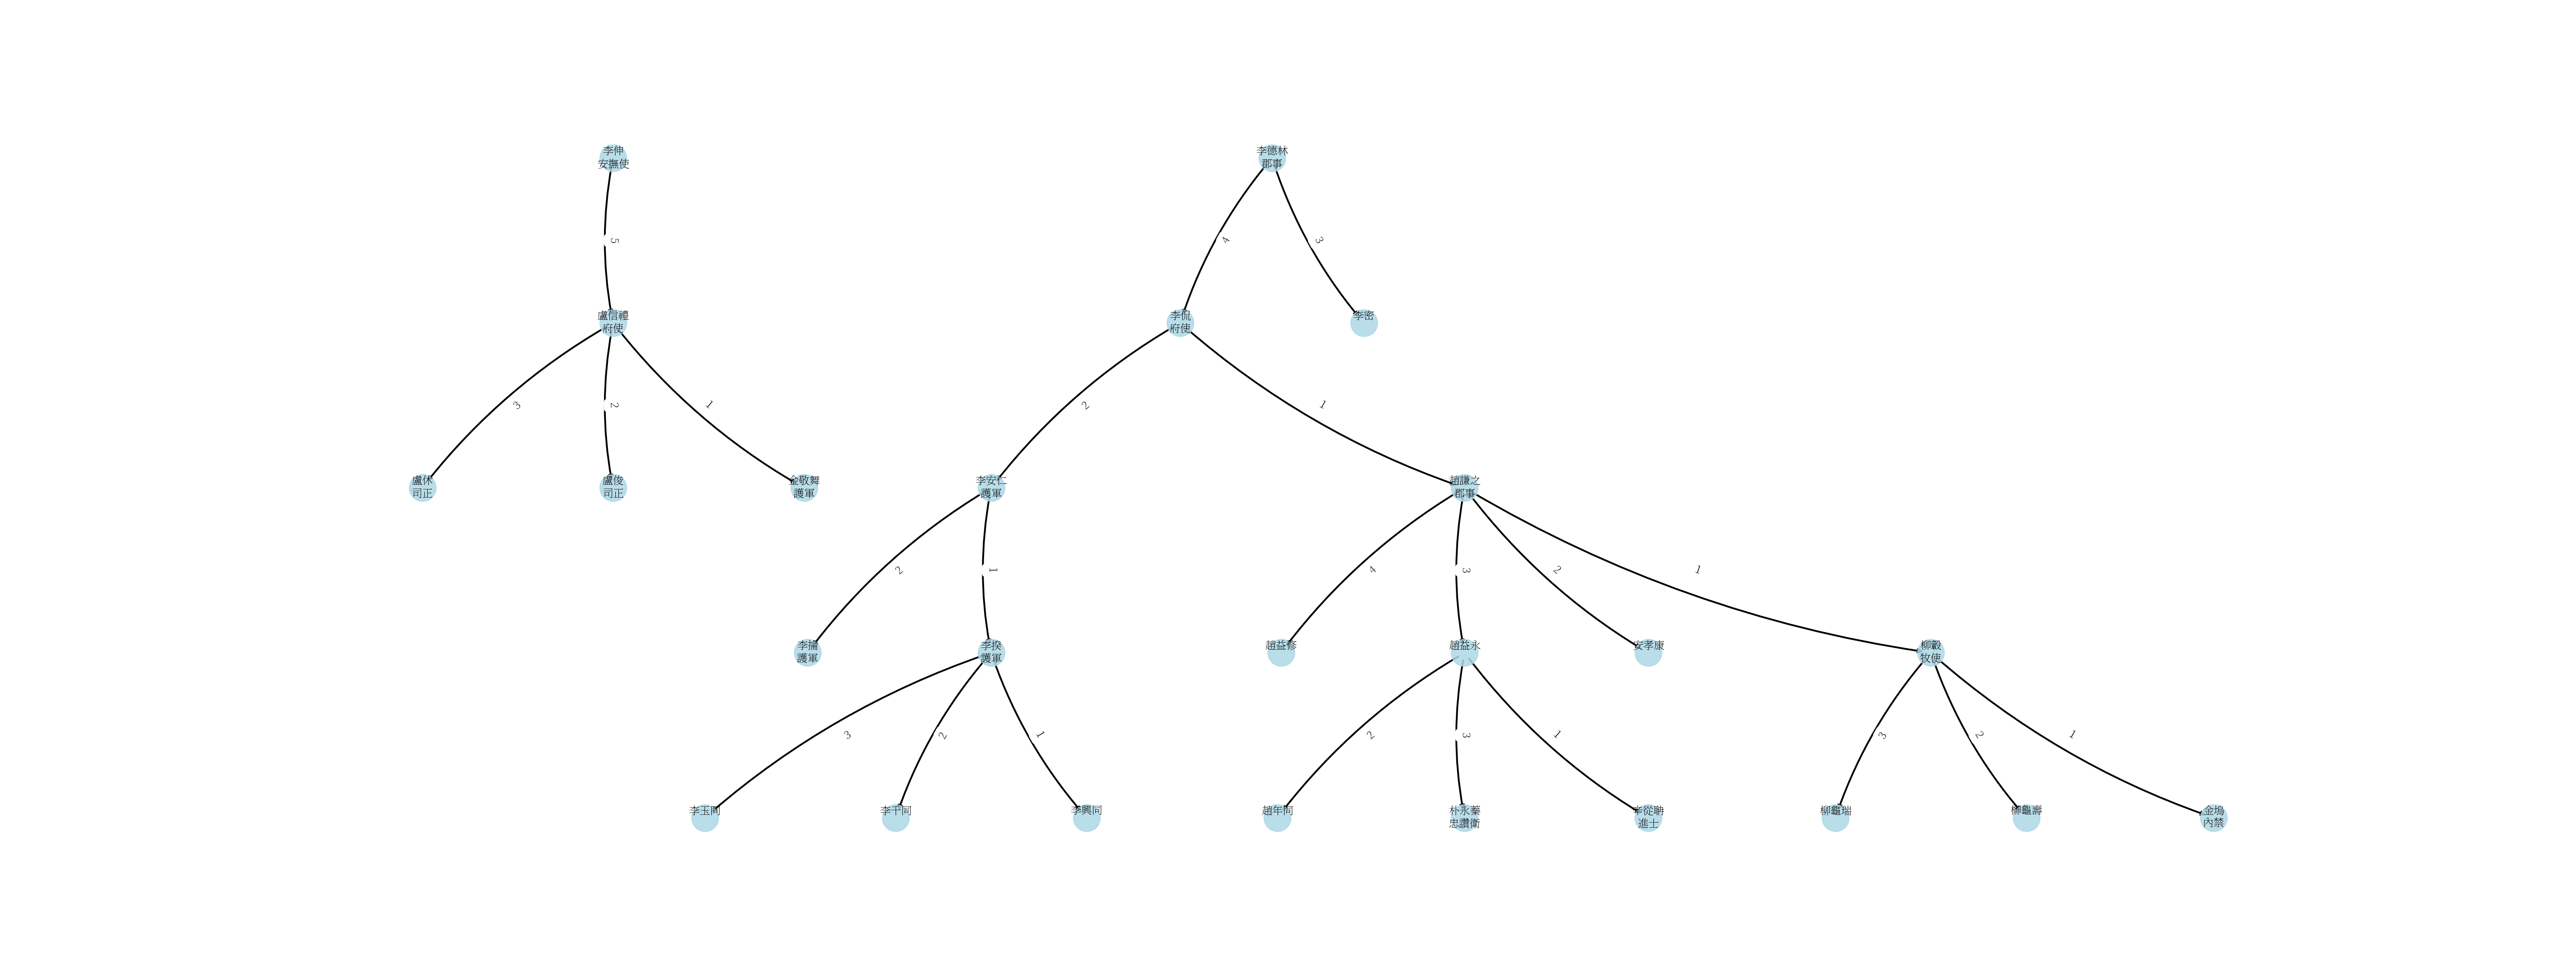 李伸
安撫使
李德林
郡事
5
4
3
盧信禮
府使
李侃
府使
李密
3
2
1
2
1
盧休
司正
盧俊
司正
金敬舞
護軍
李安仁
護軍
趙謙之
郡事
2
1
4
3
2
1
李擣
護軍
李揆
護軍
趙益修
趙益永
安孝康
柳轂
牧使
3
2
1
2
3
1
3
2
1
李玉同
李千同
李興同
趙年同
朴永蓁
忠讚衛
辛從聃
進士
柳龜瑞
柳龜壽
金塢
內禁